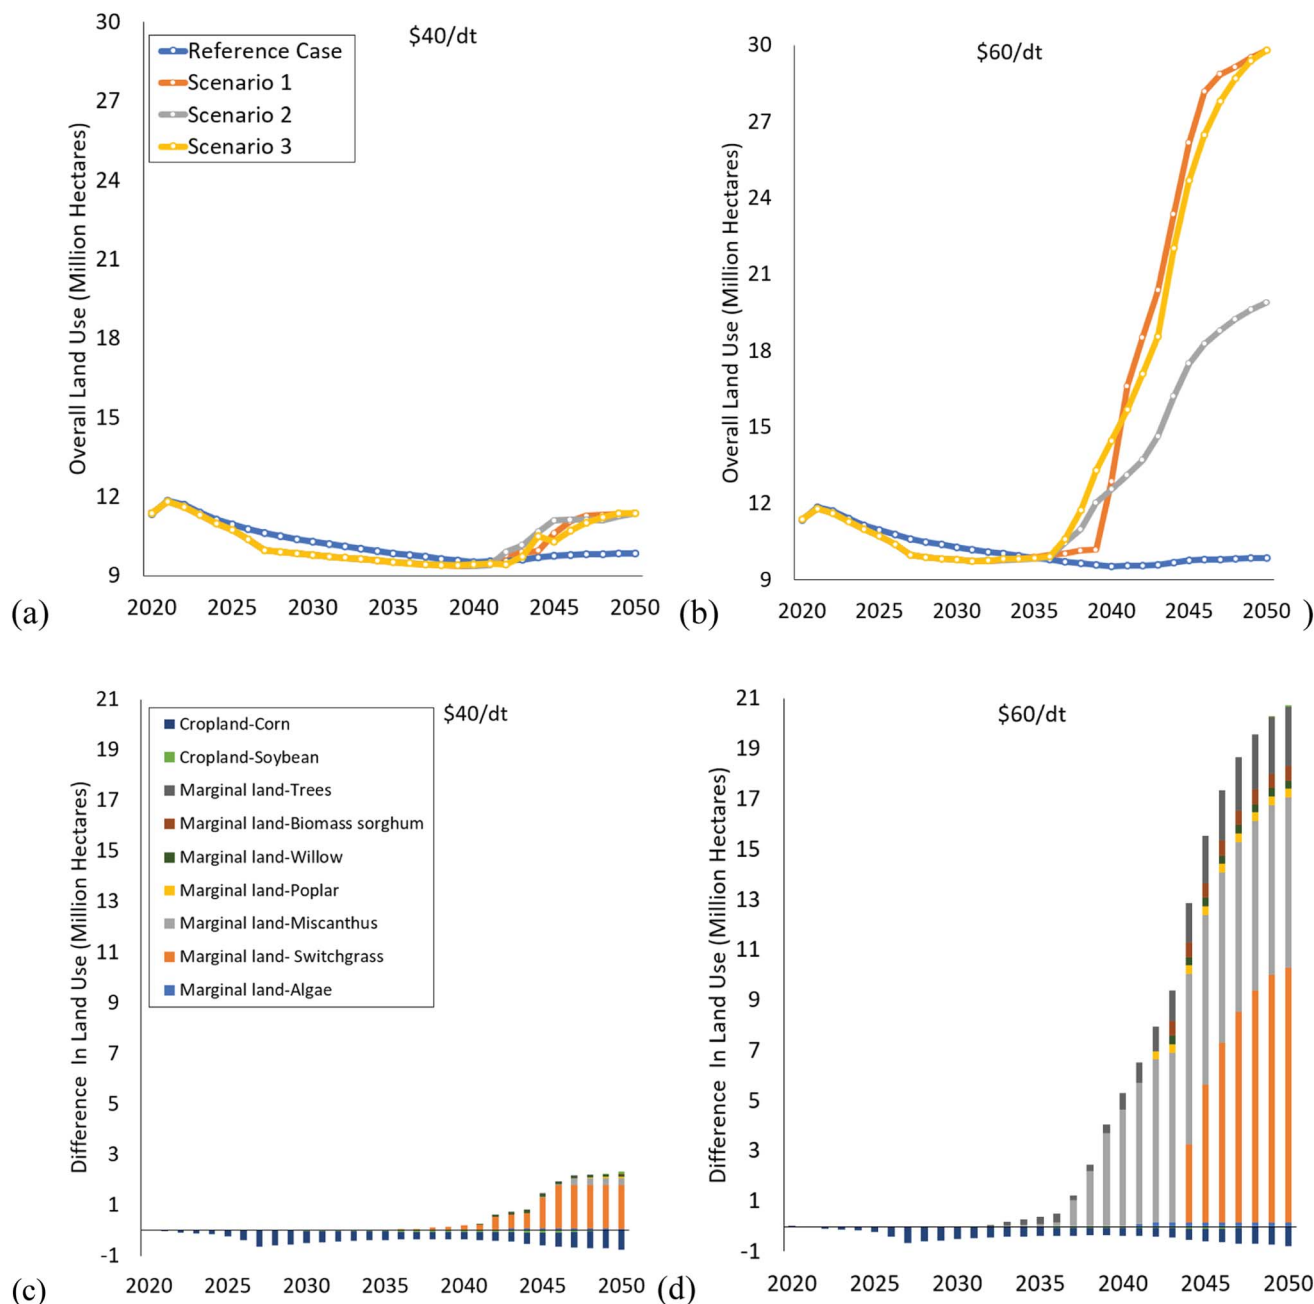 $40/dt
Overall Land Use (Million Hectares)
30
27
24
21
18
15
12
9
Reference Case
Scenario 1
Scenario 2
Scenario 3
2020 2025 2030 2035 2040 2045 2050
(a)
$60/dt
Overall Land Use (Million Hectares)
30
27
24
21
18
15
12
9
2020 2025 2030 2035 2040 2045 2050
(b)
)
$40/dt
Difference In Land Use (Million Hectares)
21
19
17
15
13
11
9
7
5
3
1
-1
Cropland-Corn
Cropland-Soybean
Marginal land-Trees
Marginal land-Biomass sorghum
Marginal land-Willow
Marginal land-Poplar
Marginal land-Miscanthus
Marginal land- Switchgrass
Marginal land-Algae
2020 2025 2030 2035 2040 2045 2050
(c)
$60/dt
Difference In Land Use (Million Hectares)
21
19
17
15
13
11
9
7
5
3
1
-1
2020 2025 2030 2035 2040 2045 2050
(d)